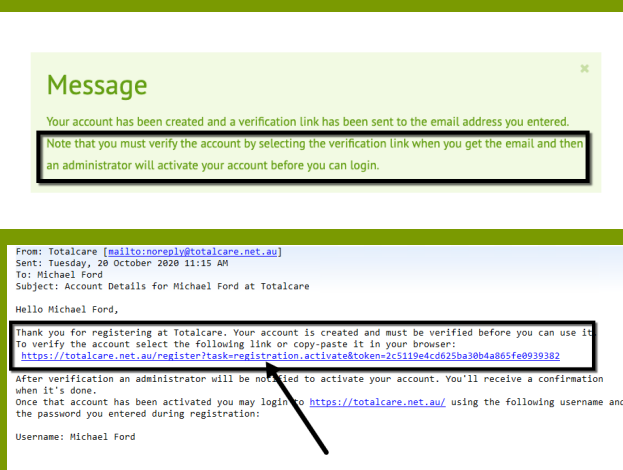 Message
Your account has been created and a verification link has been sent to the email address you entered.
Note that you must verify the account by selecting the verification link when you get the email and then
an administrator will activate your account before you can login.
From: Totalcare [mailto:noreply@totalcare.net.au]
Sent: Tuesday, 20 October 2020 11:15 AM
To: Michael Ford
Subject: Account Details for Michael Ford at Totalcare
Hello Michael Ford,
Thank you for registering at Totalcare. Your account is created and must be verified before you can use it.
To verify the account select the following link or copy-paste it in your browser:
https://totalcare.net.au/register?task=registration.activate&token=2c5119e4cd625ba30b4a865fe0939382
After verification an administrator will be notified to activate your account. You'll receive a confirmation
when it's done.
Once that account has been activated you may login to https://totalcare.net.au/ using the following username and
the password you entered during registration:
Username: Michael Ford